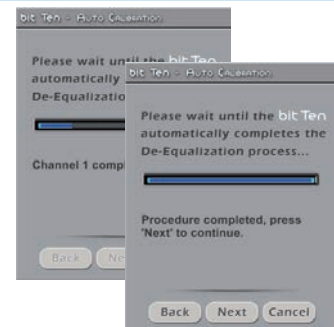 bit Ten - Auto Calibration
Please wait until the bit Ten
automatically
De-Equalizatio
Channel 1 comp
Back Ne
bit Ten - Auto Calibration
Please wait until the bit Ten
automatically completes the
De-Equalization process...
Procedure completed, press
'Next' to continue.
Back Next Cancel